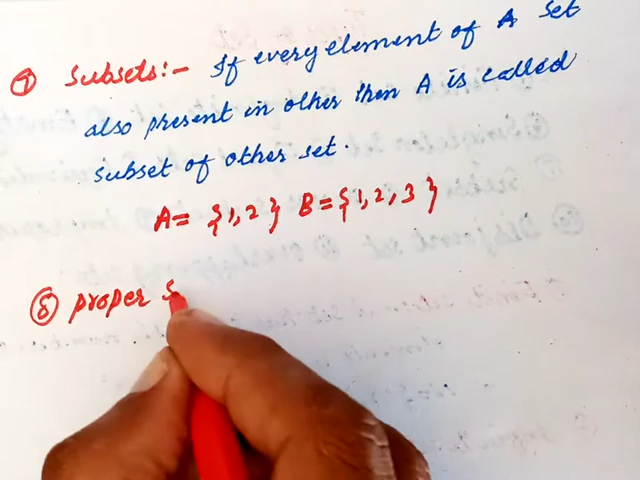 ⑦ Subsets:- If every element of A set
also present in other then A is called
subset of other set.
A= {1,2} B={1,2,3}
⑧ proper S